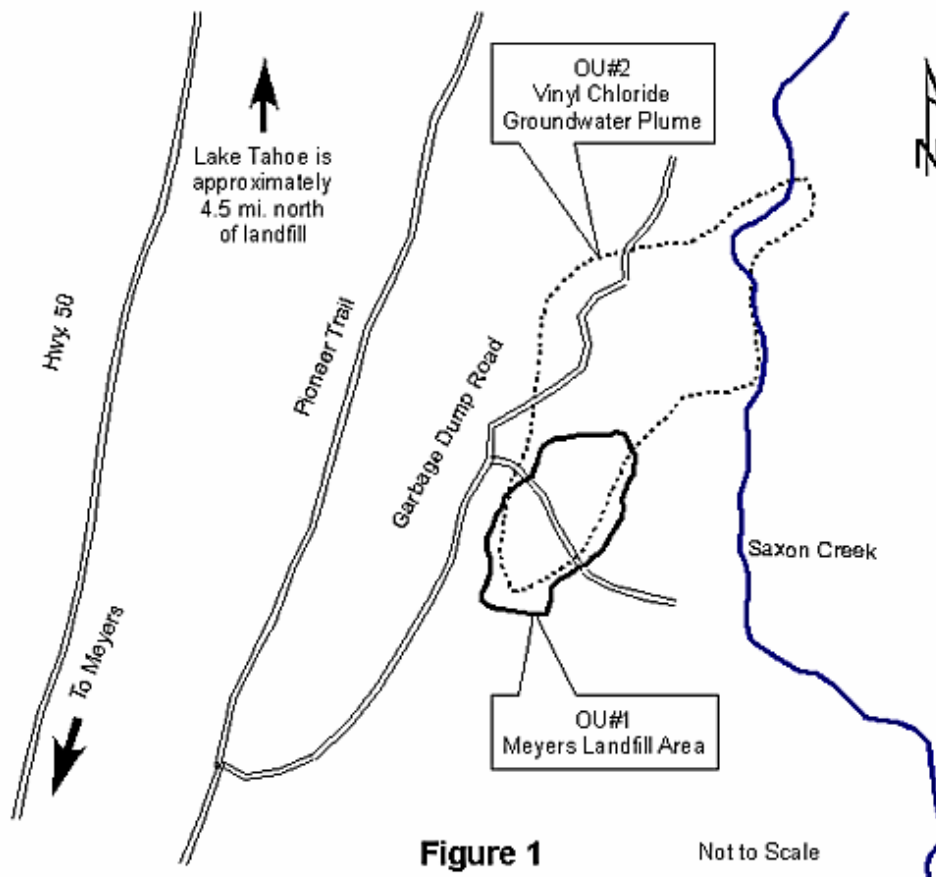 OU#2
Vinyl Chloride
Groundwater Plume
Lake Tahoe is
approximately
4.5 mi. north
of landfill
N
Hwy. 50
Pioneer Trail
Garbage Dump Road
Saxon Creek
To Meyers
OU#1
Meyers Landfill Area
Figure 1
Not to Scale